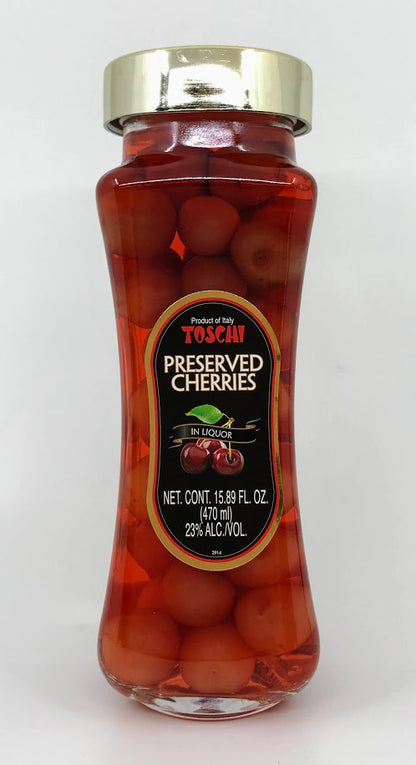 Product of Italy
TOSCHI
PRESERVED
CHERRIES
IN LIQUOR
NET. CONT. 15.89 FL. OZ.
(470 ml)
23% ALC./VOL.